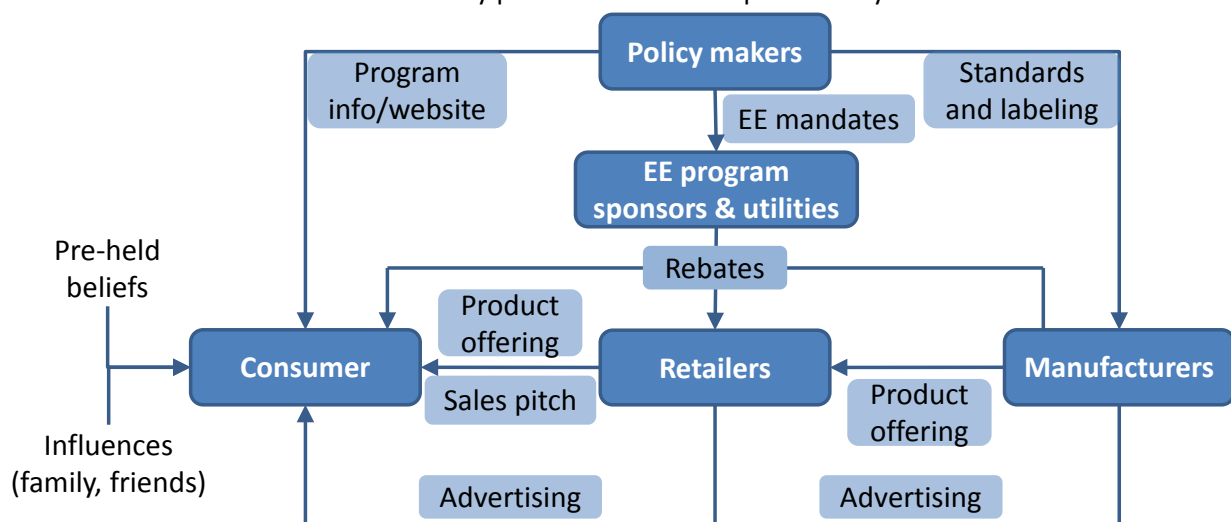 Policy makers
Program
info/website
Standards
and labeling
EE mandates
EE program
sponsors & utilities
Pre-held
beliefs
Rebates
Product
offering
Consumer
Retailers
Manufacturers
Sales pitch
Product
offering
Influences
(family, friends)
Advertising
Advertising